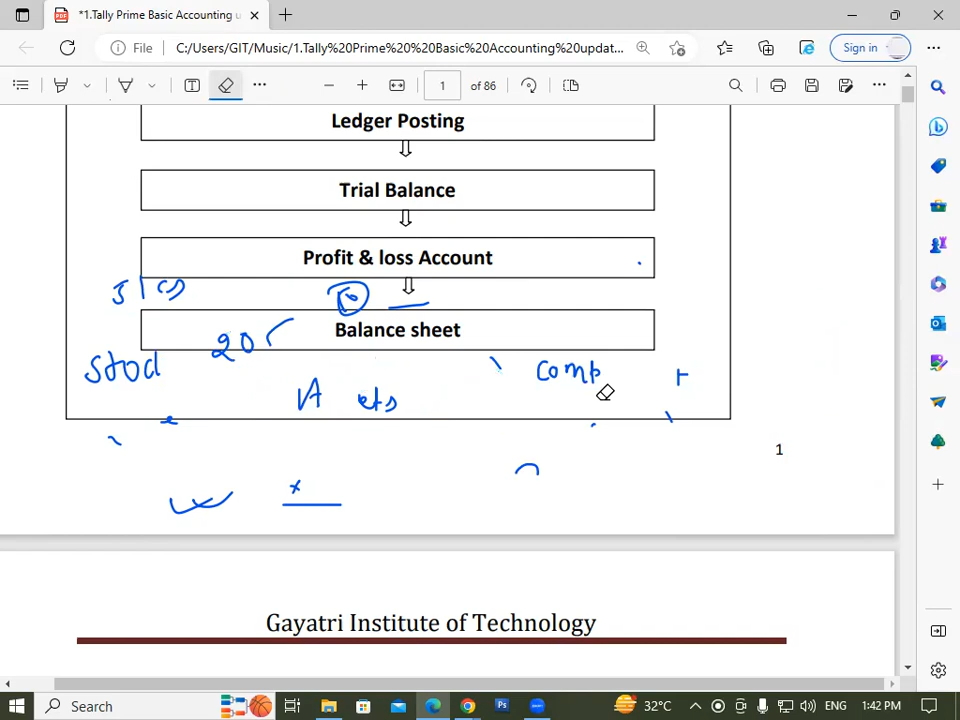 *1.Tally Prime Basic Accounting u
File
C:/Users/GIT/Music/1.Tally%20Prime%20%20Basic%20Accounting%20updat...
Sign in
1 of 86
Ledger Posting
Trial Balance
Profit & loss Account
Balance sheet
20
comp
1
Gayatri Institute of Technology
Search
Ps
32°C
ENG
1:42 PM